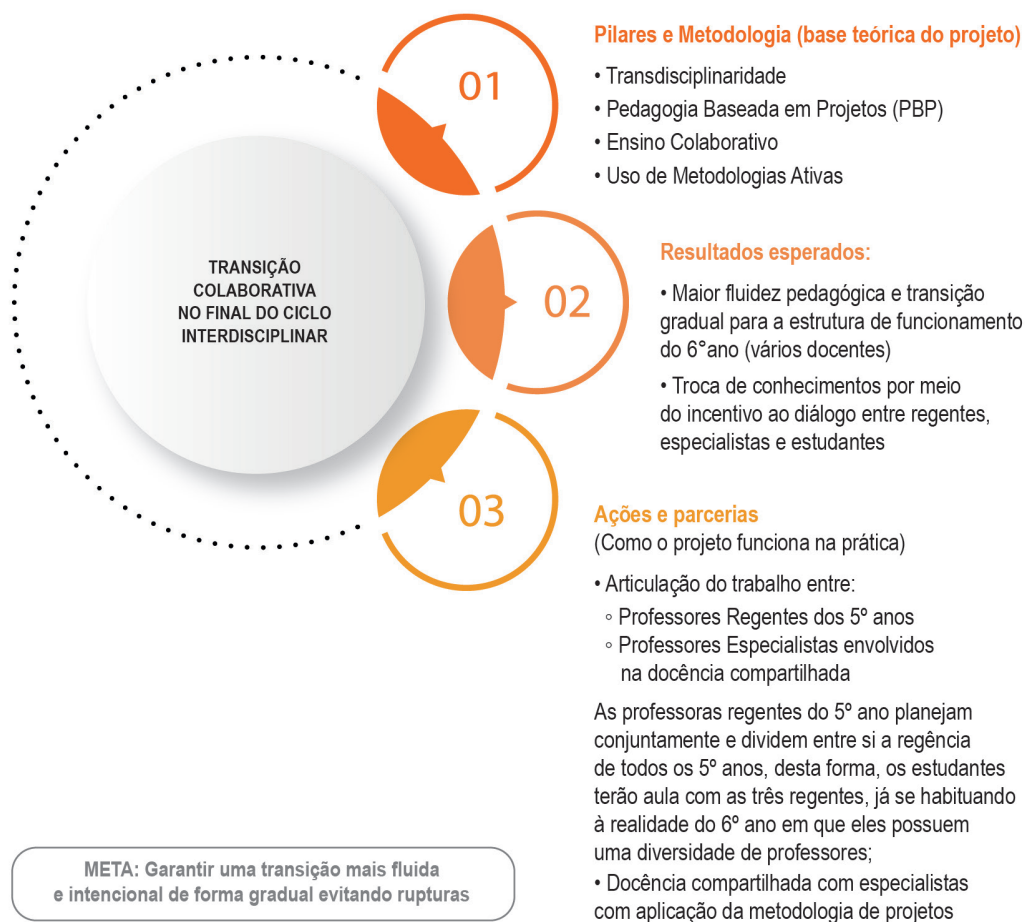 01
Pilares e Metodologia (base teórica do projeto)
• Transdisciplinaridade
• Pedagogia Baseada em Projetos (PBP)
• Ensino Colaborativo
• Uso de Metodologias Ativas
TRANSIÇÃO
COLABORATIVA
NO FINAL DO CICLO
INTERDISCIPLINAR
02
Resultados esperados:
• Maior fluidez pedagógica e transição
gradual para a estrutura de funcionamento
do 6°ano (vários docentes)
• Troca de conhecimentos por meio
do incentivo ao diálogo entre regentes,
especialistas e estudantes
03
Ações e parcerias
(Como o projeto funciona na prática)
• Articulação do trabalho entre:
◦ Professores Regentes dos 5º anos
◦ Professores Especialistas envolvidos
na docência compartilhada
As professoras regentes do 5º ano planejam
conjuntamente e dividem entre si a regência
de todos os 5º anos, desta forma, os estudantes
terão aula com as três regentes, já se habituando
à realidade do 6º ano em que eles possuem
uma diversidade de professores;
• Docência compartilhada com especialistas
com aplicação da metodologia de projetos
META: Garantir uma transição mais fluida
e intencional de forma gradual evitando rupturas